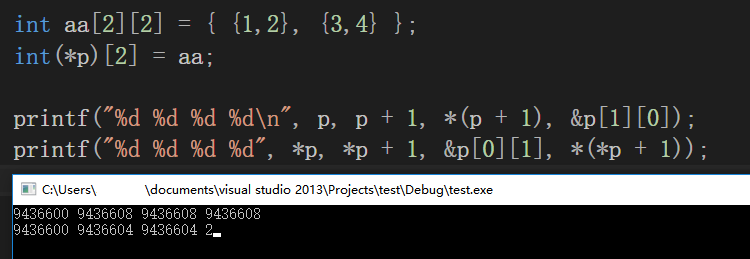 int aa[2][2] = { {1,2}, {3,4} };
int(*p)[2] = aa;
printf("%d %d %d %d\n", p, p + 1, *(p + 1), &p[1][0]);
printf("%d %d %d %d", *p, *p + 1, &p[0][1], *(*p + 1));
C:\Users\ \documents\visual studio 2013\Projects\test\Debug\test.exe
9436600 9436608 9436608 9436608
9436600 9436604 9436604 2